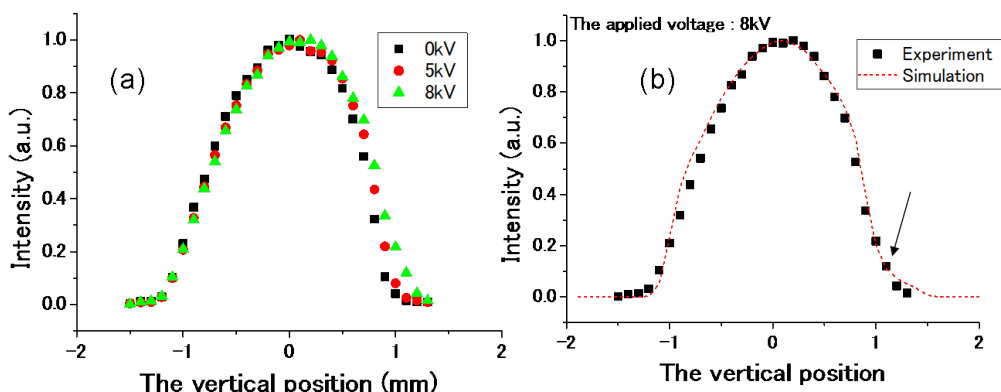 (a)
0kV
5kV
8kV
Intensity (a.u.)
1.0
0.8
0.6
0.4
0.2
0.0
−2
−1
0
1
2
The vertical position (mm)
The applied voltage : 8kV
(b)
Experiment
Simulation
Intensity (a.u.)
1.0
0.8
0.6
0.4
0.2
0.0
−2
−1
0
1
2
The vertical position